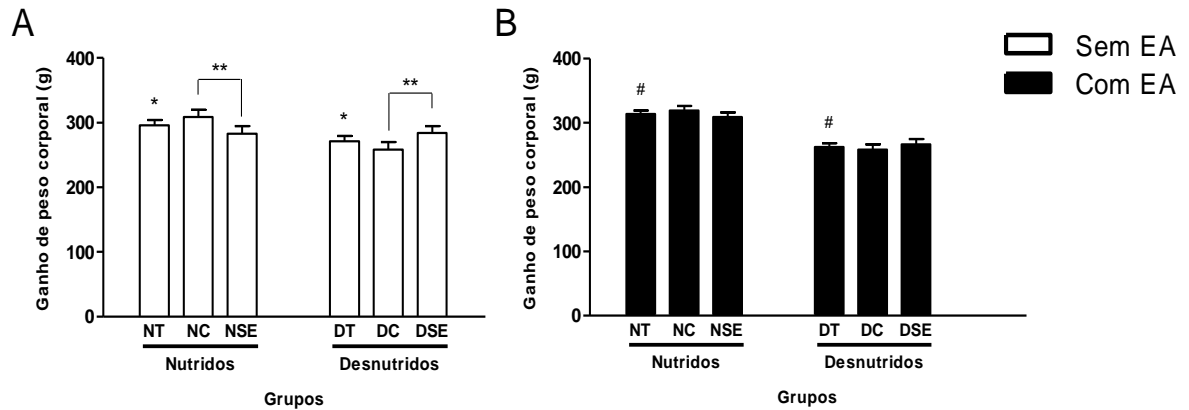 A
Ganho de peso corporal (g)
400
300
200
100
0
*
**
*
**
NT NC NSE DT DC DSE
Nutridos Desnutridos
Grupos
B
Ganho de peso corporal (g)
400
300
200
100
0
#
#
NT NC NSE DT DC DSE
Nutridos Desnutridos
Grupos
Sem EA
Com EA